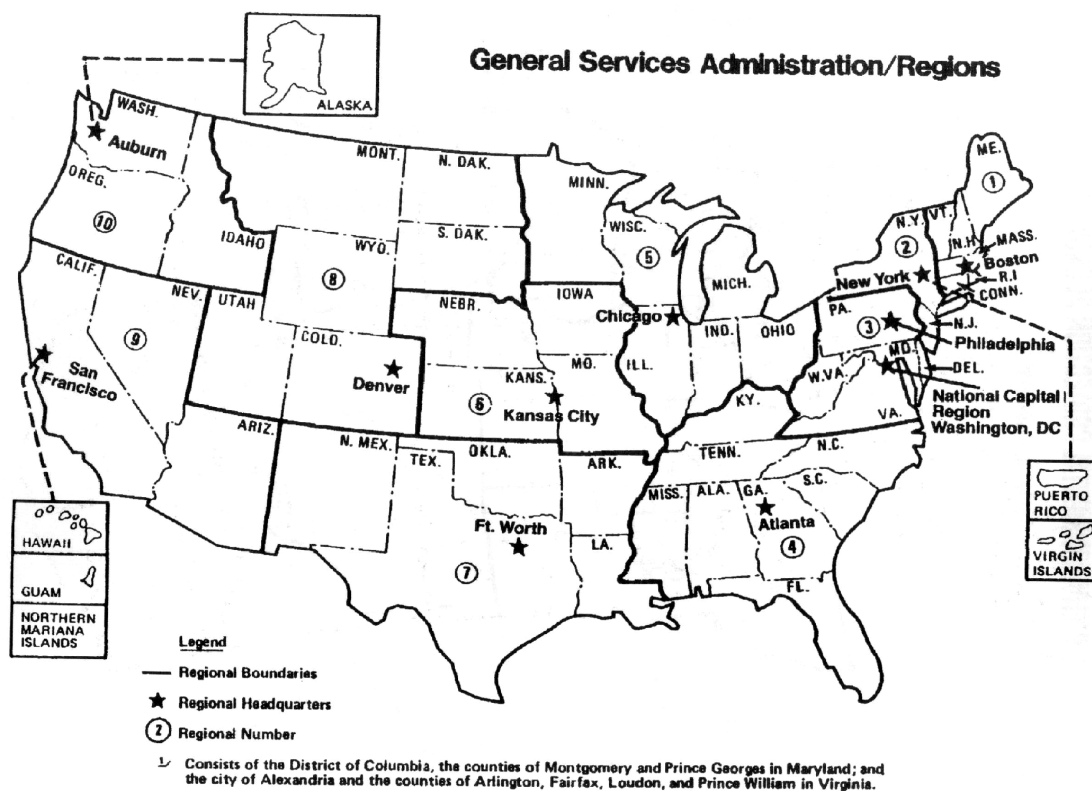 General Services Administration/Regions
ALASKA
WASH.
Auburn
OREG.
10
IDAHO
MONT.
N. DAK.
S. DAK.
WYO.
8
MINN.
WISC.
5
MICH.
ME.
1
N.Y.
VT.
2
N.H.
MASS.
Boston
R.I
CONN.
New York
CALIF.
NEV.
9
UTAH
COLO.
Denver
San
Francisco
NEBR.
IOWA
Chicago
IND.
OHIO
ILL.
PA.
3
N.J.
Philadelphia
MD.
DEL.
W.VA.
VA.
National Capital
Region
Washington, DC
KANS.
MO.
6
Kansas City
KY.
ARIZ.
N. MEX.
TEX.
OKLA.
ARK.
TENN.
N.C.
S.C.
MISS.
ALA.
GA.
Atlanta
4
Ft. Worth
7
LA.
FL.
HAWAII
GUAM
NORTHERN
MARIANA
ISLANDS
PUERTO
RICO
VIRGIN
ISLANDS
Legend
Regional Boundaries
Regional Headquarters
2 Regional Number
1/ Consists of the District of Columbia, the counties of Montgomery and Prince Georges in Maryland; and
the city of Alexandria and the counties of Arlington, Fairfax, Loudon, and Prince William in Virginia.